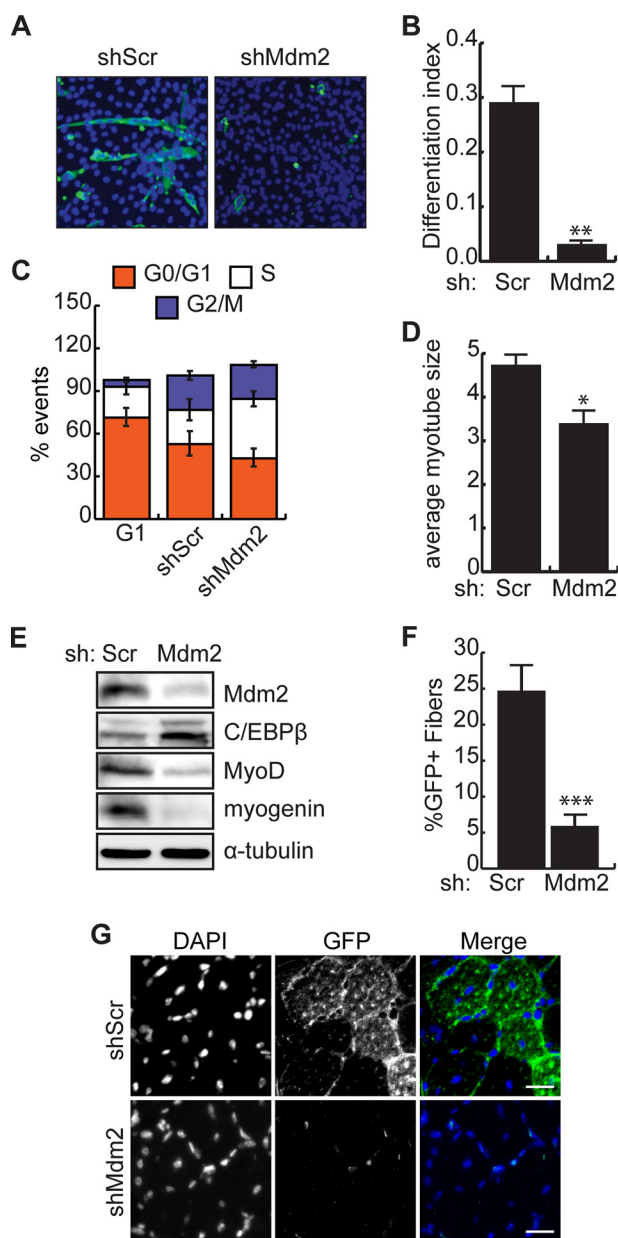 A
shScr
shMdm2
B
Differentiation index
0.4
0.3
0.2
0.1
0.0
**
sh: Scr Mdm2
C
G0/G1
S
G2/M
% events
150
120
90
60
30
0
G1
shScr
shMdm2
D
average myotube size
5
4
3
2
1
0
*
sh: Scr Mdm2
E
sh: Scr Mdm2
Mdm2
C/EBPβ
MyoD
myogenin
α-tubulin
F
%GFP+ Fibers
30
25
20
15
10
5
0
***
sh: Scr Mdm2
G
DAPI
GFP
Merge
shScr
shMdm2